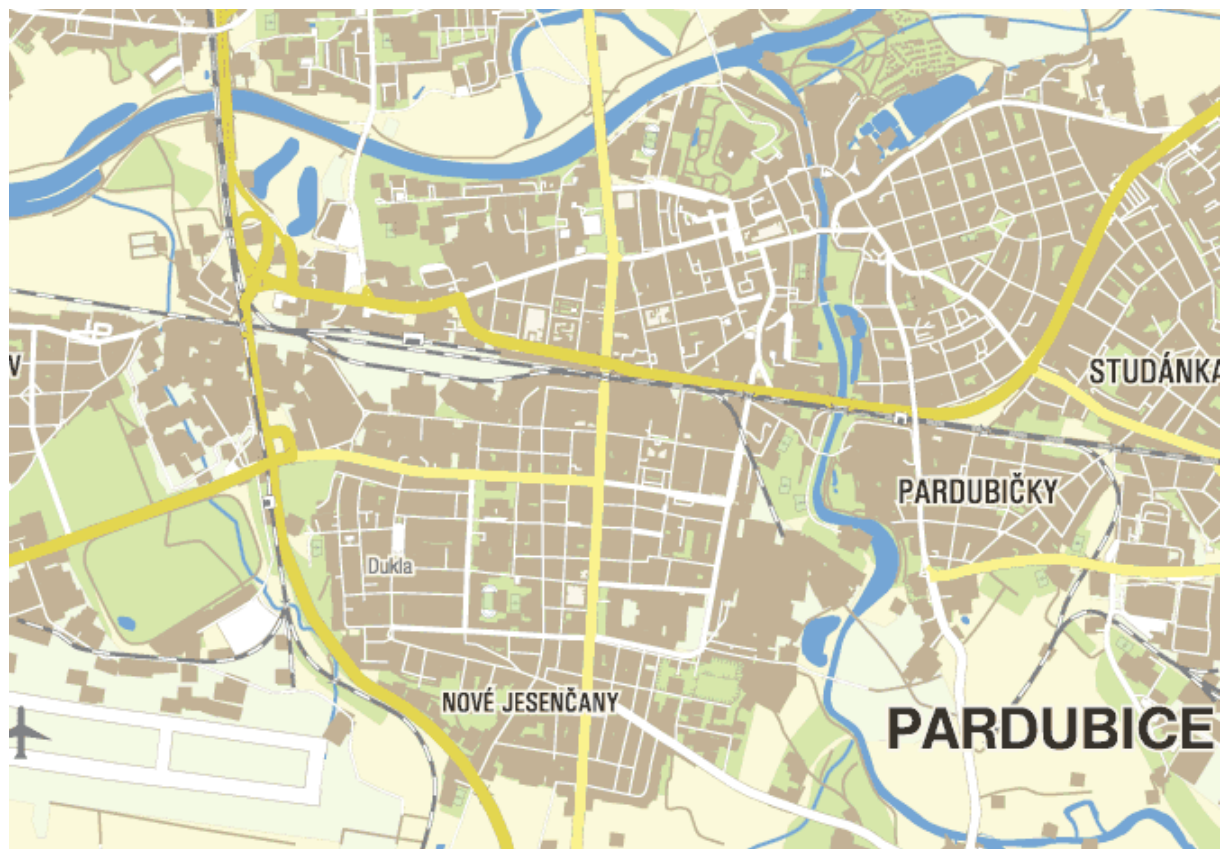 V
STUDÁNKA
PARDUBIČKY
Dukla
NOVÉ JESENČANY
PARDUBICE